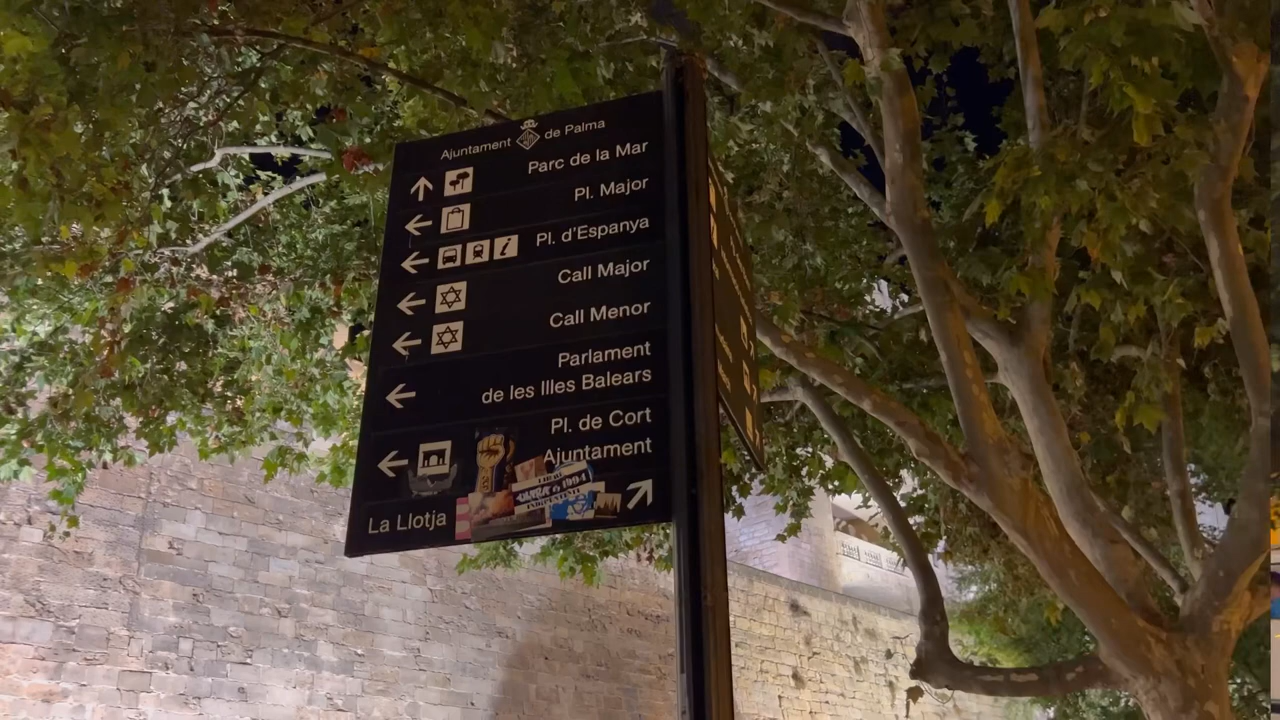 Ajuntament de Palma
Parc de la Mar
Pl. Major
Pl. d'Espanya
Call Major
Call Menor
Parlament
de les Illes Balears
Pl. de Cort
Ajuntament
La Llotja
1994